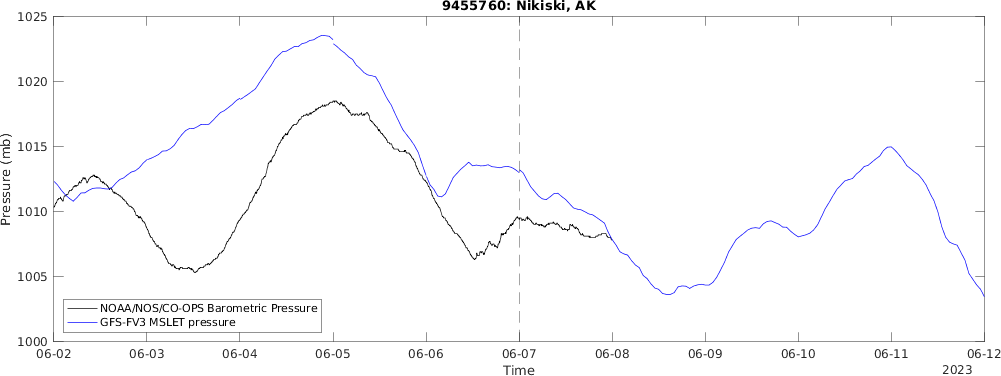 9455760: Nikiski, AK
Pressure (mb)
1025
1020
1015
1010
1005
1000
NOAA/NOS/CO-OPS Barometric Pressure
GFS-FV3 MSLET pressure
06-02 06-03 06-04 06-05 06-06 06-07 06-08 06-09 06-10 06-11 06-12
Time
2023